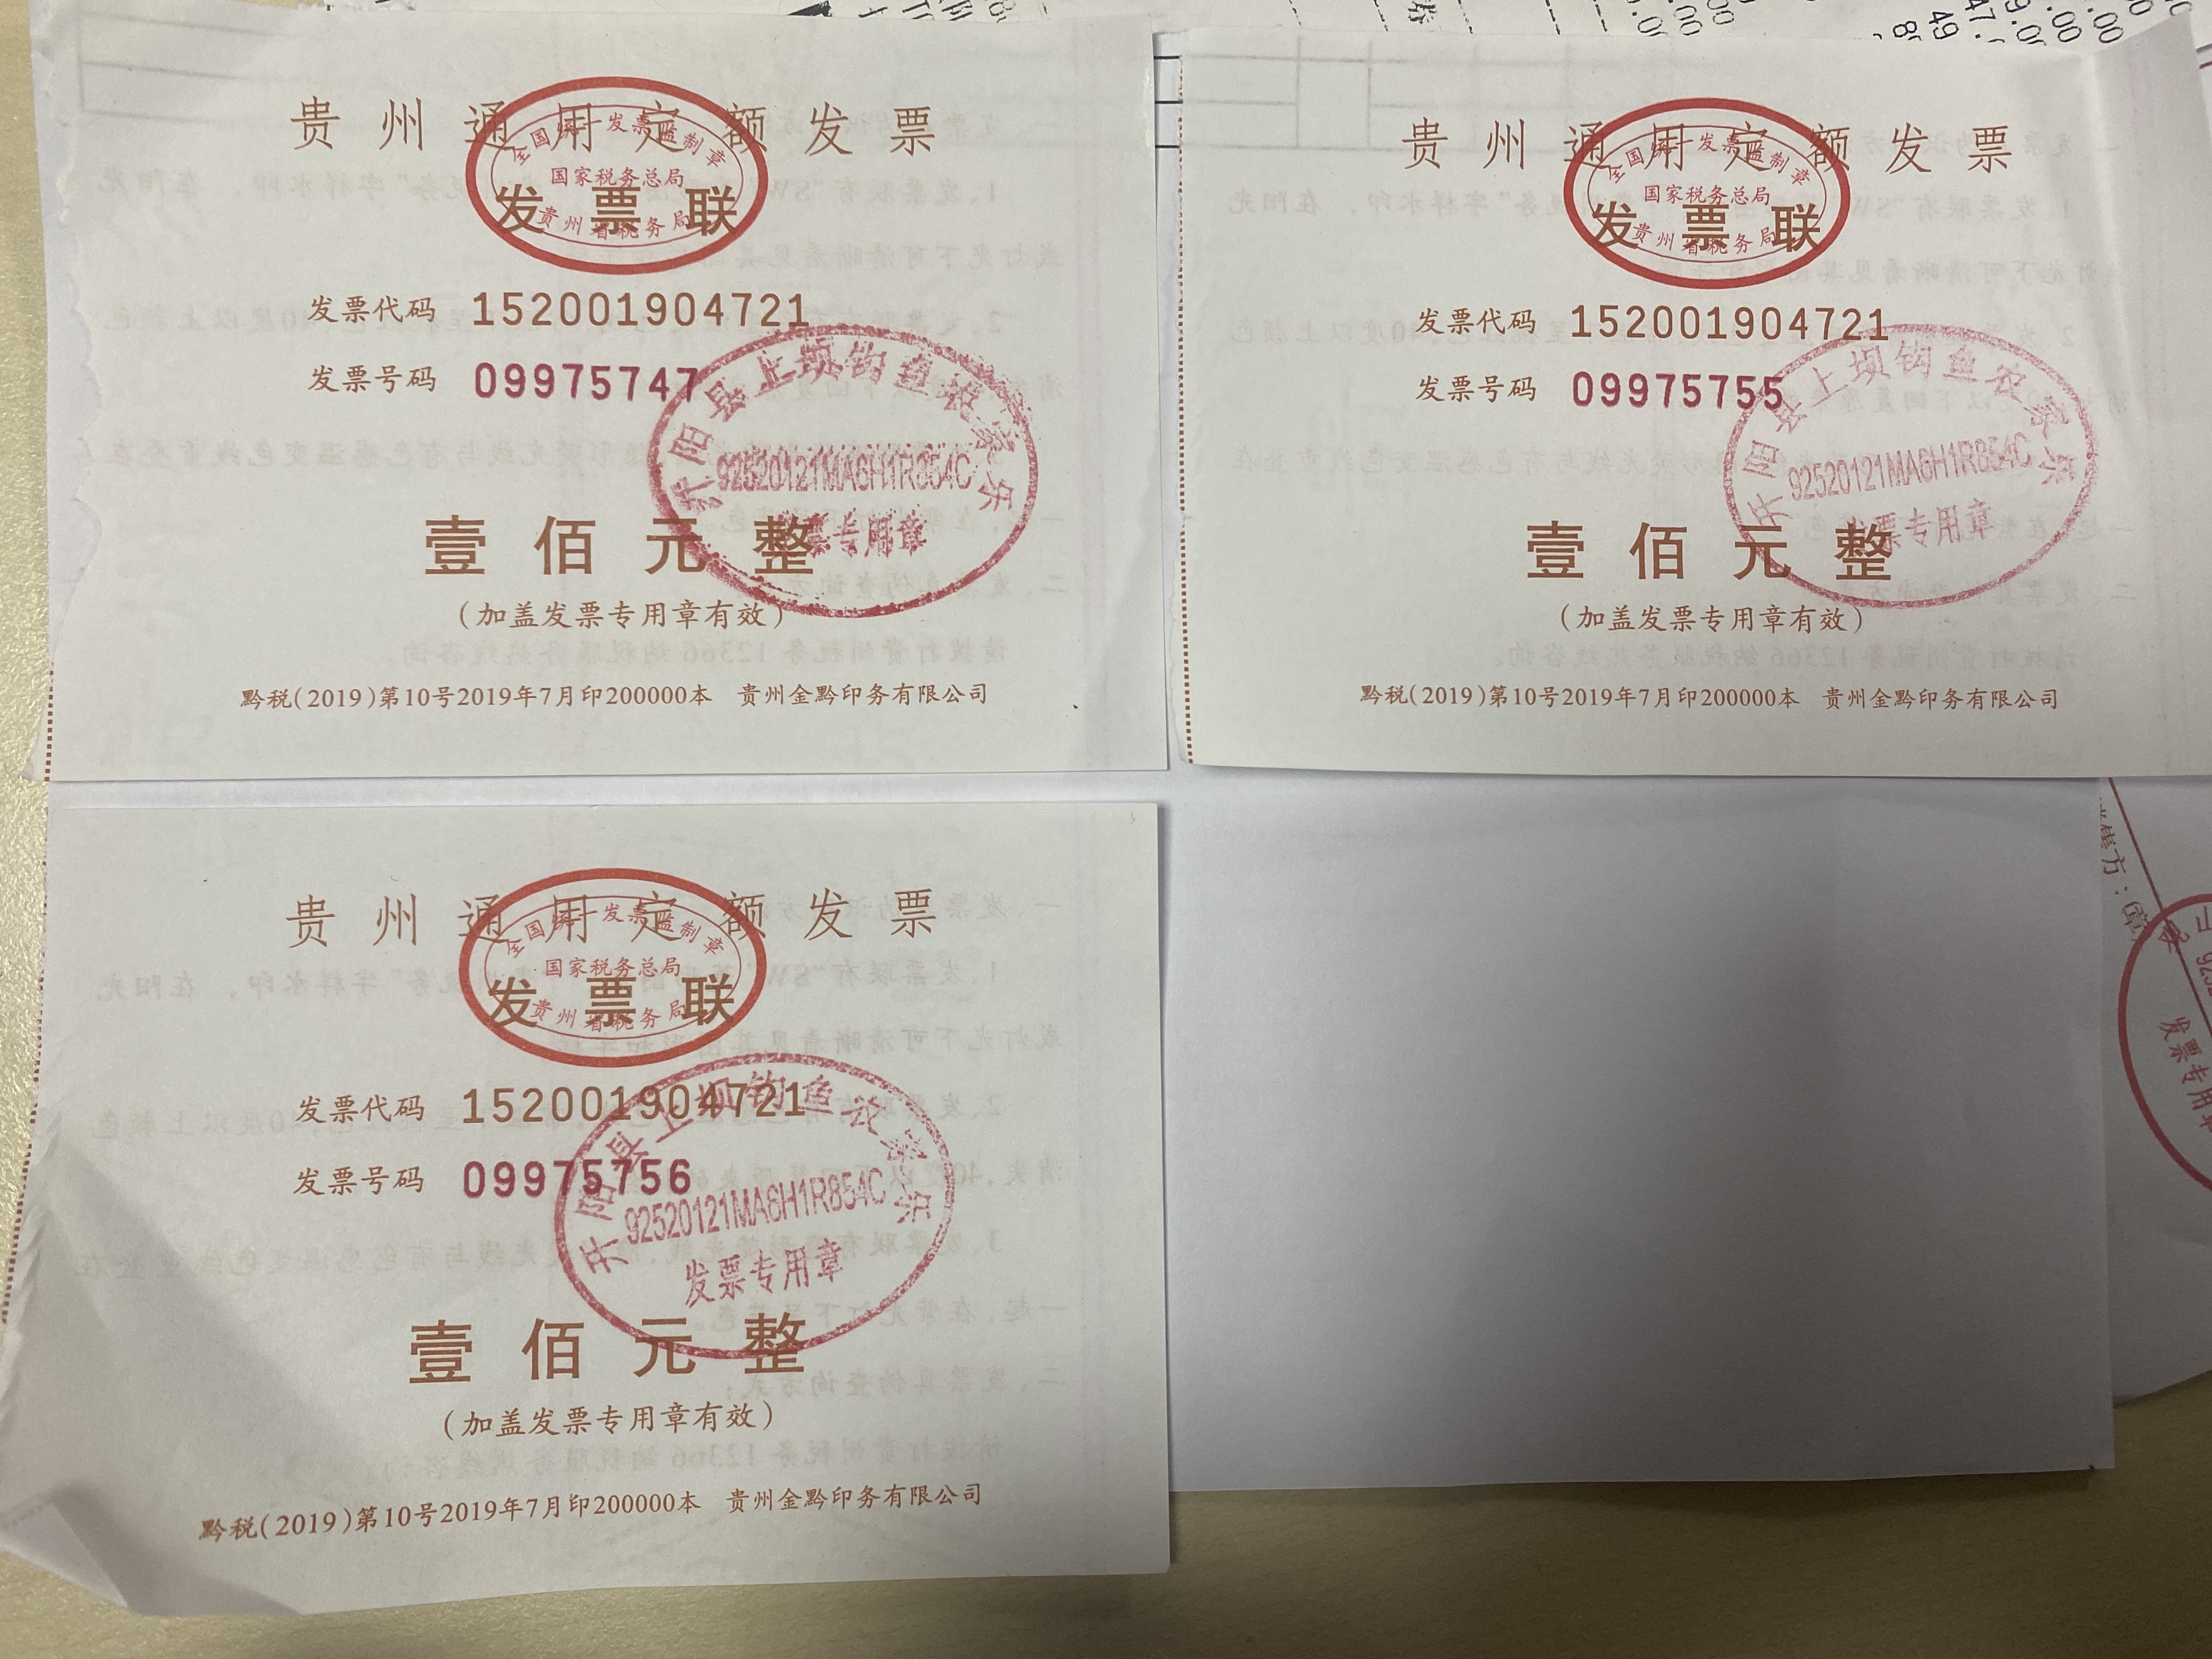 贵州通用定额发票
全国统一发票监制章
国家税务总局
贵州省税务局
发票联
发票代码 152001904721
发票号码 09975747
开阳县上坝钓鱼农家乐
92520121MA6H1R854C
发票专用章
壹佰元整
(加盖发票专用章有效)
黔税(2019)第10号2019年7月印200000本 贵州金黔印务有限公司
贵州通用定额发票
全国统一发票监制章
国家税务总局
贵州省税务局
发票联
发票代码 152001904721
发票号码 09975755
开阳县上坝钓鱼农家乐
92520121MA6H1R854C
发票专用章
壹佰元整
(加盖发票专用章有效)
黔税(2019)第10号2019年7月印200000本 贵州金黔印务有限公司
贵州通用定额发票
全国统一发票监制章
国家税务总局
贵州省税务局
发票联
发票代码 152001904721
发票号码 09975756
开阳县上坝钓鱼农家乐
92520121MA6H1R854C
发票专用章
壹佰元整
(加盖发票专用章有效)
黔税(2019)第10号2019年7月印200000本 贵州金黔印务有限公司
发票专用章